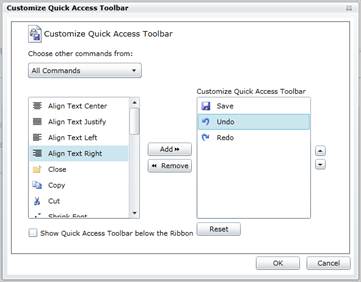 Customize Quick Access Toolbar
Customize Quick Access Toolbar
Choose other commands from:
All Commands
Customize Quick Access Toolbar
Align Text Center
Align Text Justify
Align Text Left
Align Text Right
Close
Copy
Cut
Shrink Font
Add
Remove
Save
Undo
Redo
Show Quick Access Toolbar below the Ribbon
Reset
OK
Cancel